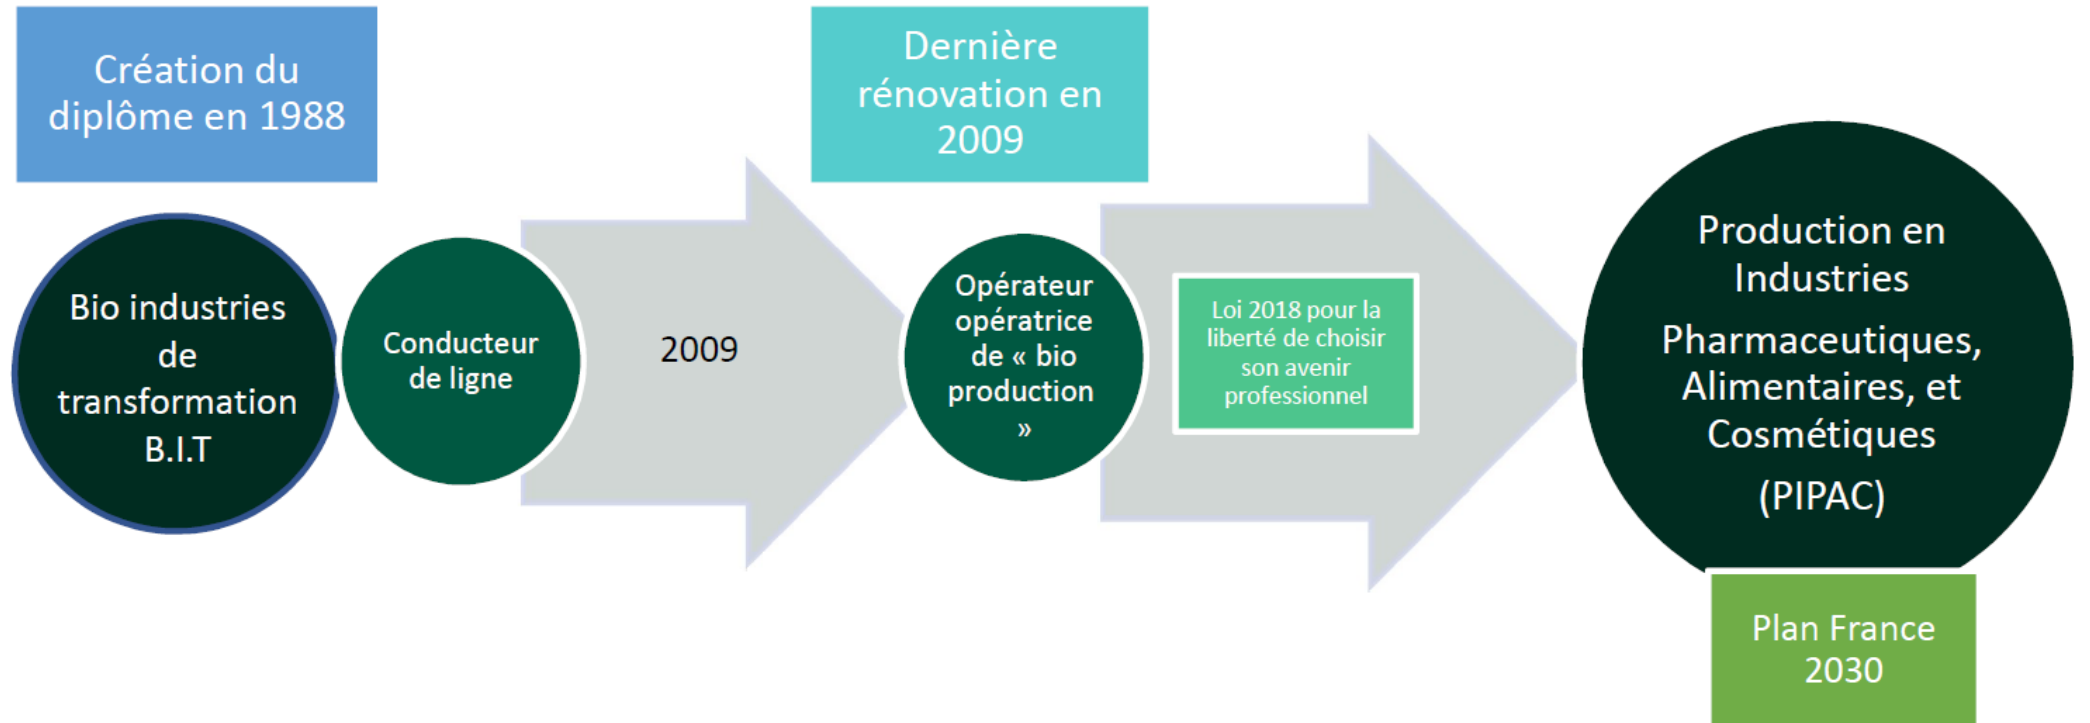 Création du
diplôme en 1988
Dernière
rénovation en
2009
Bio industries
de
transformation
B.I.T
Conducteur
de ligne
2009
Opérateur
opératrice
de « bio
production
»
Loi 2018 pour la
liberté de choisir
son avenir
professionnel
Production en
Industries
Pharmaceutiques,
Alimentaires, et
Cosmétiques
(PIPAC)
Plan France
2030